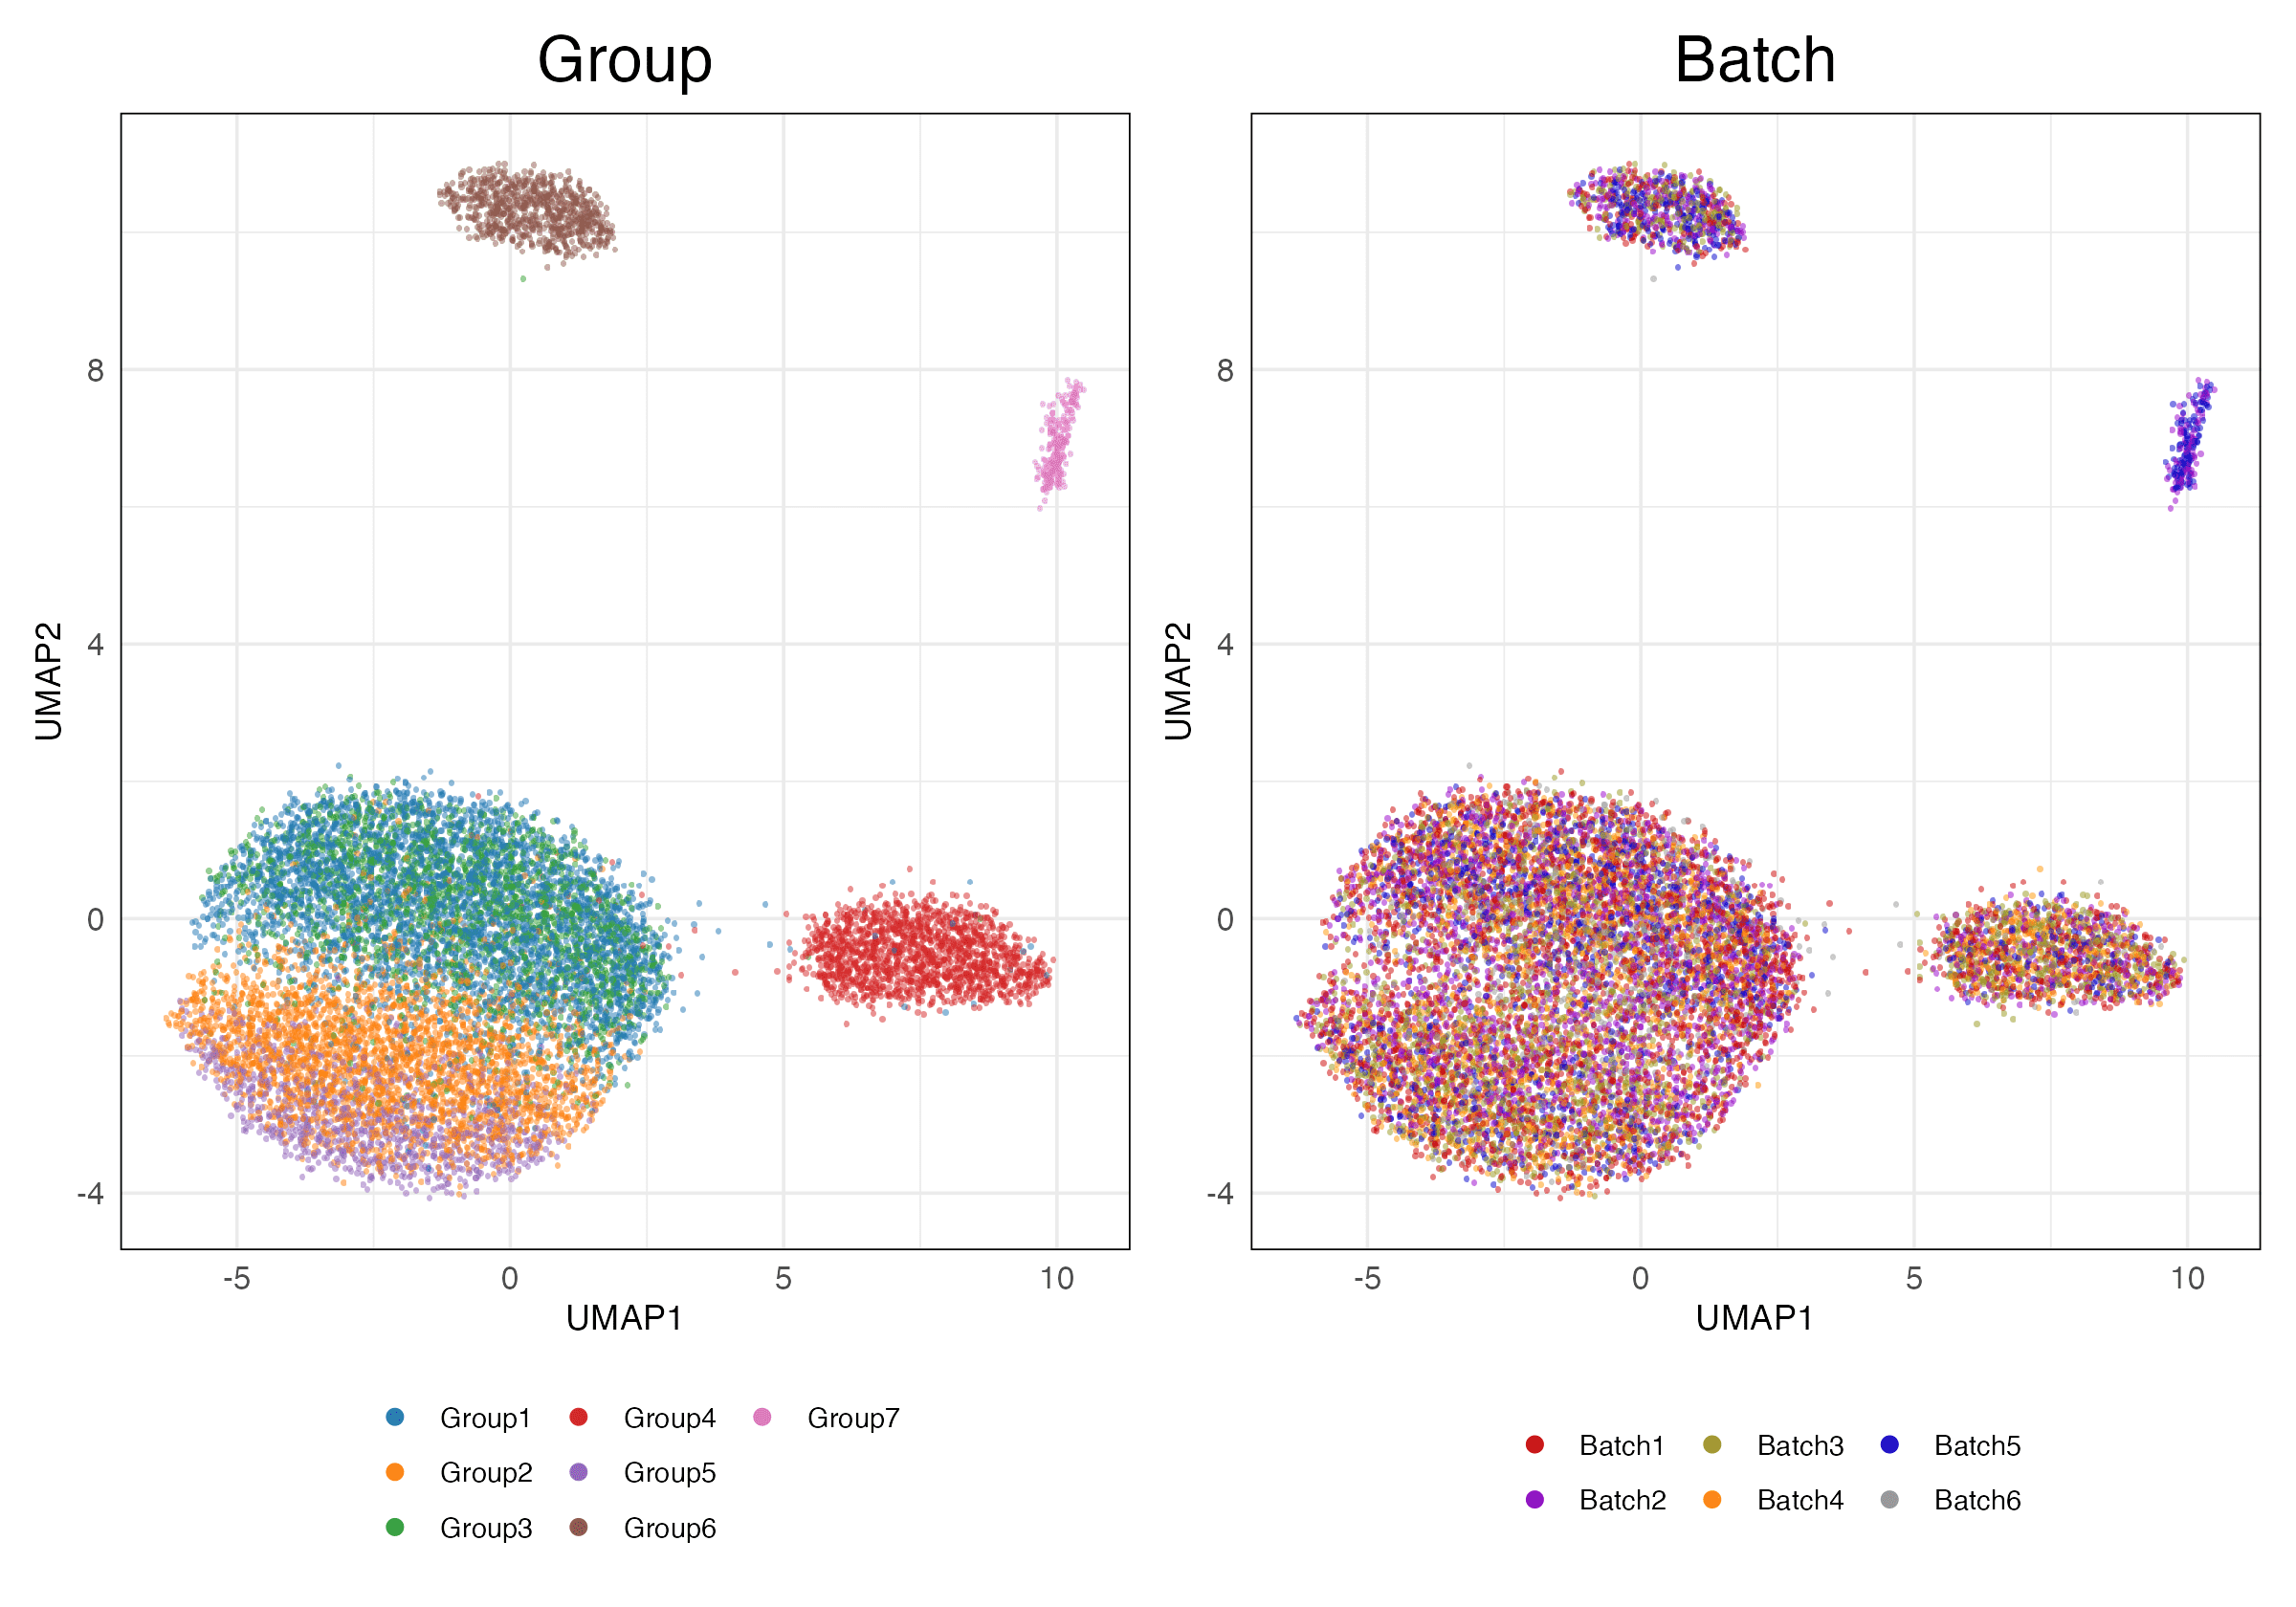 Group
Batch
UMAP2
8
4
0
-4
-5 0 5 10
UMAP1
UMAP2
8
4
0
-4
-5 0 5 10
UMAP1
Group1 Group4 Group7
Group2 Group5
Group3 Group6
Batch1 Batch3 Batch5
Batch2 Batch4 Batch6